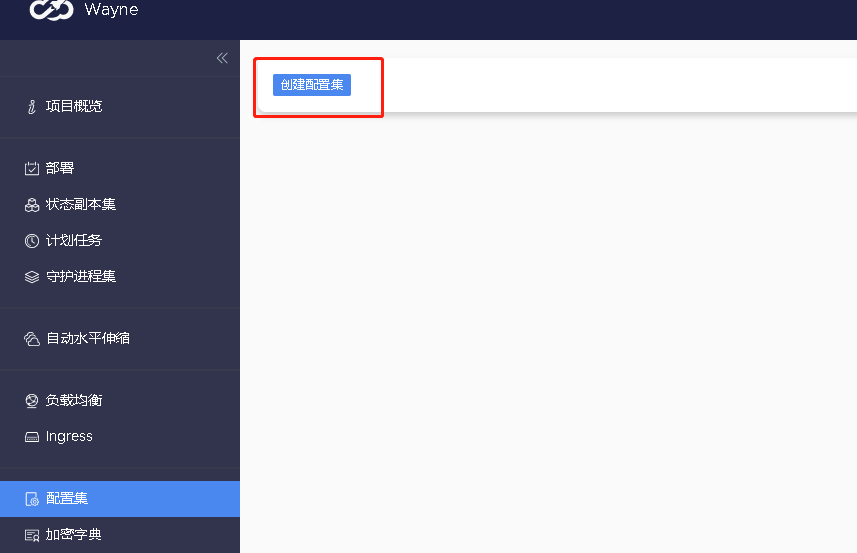 Wayne
项目概览
部署
状态副本集
计划任务
守护进程集
自动水平伸缩
负载均衡
Ingress
配置集
加密字典
创建配置集